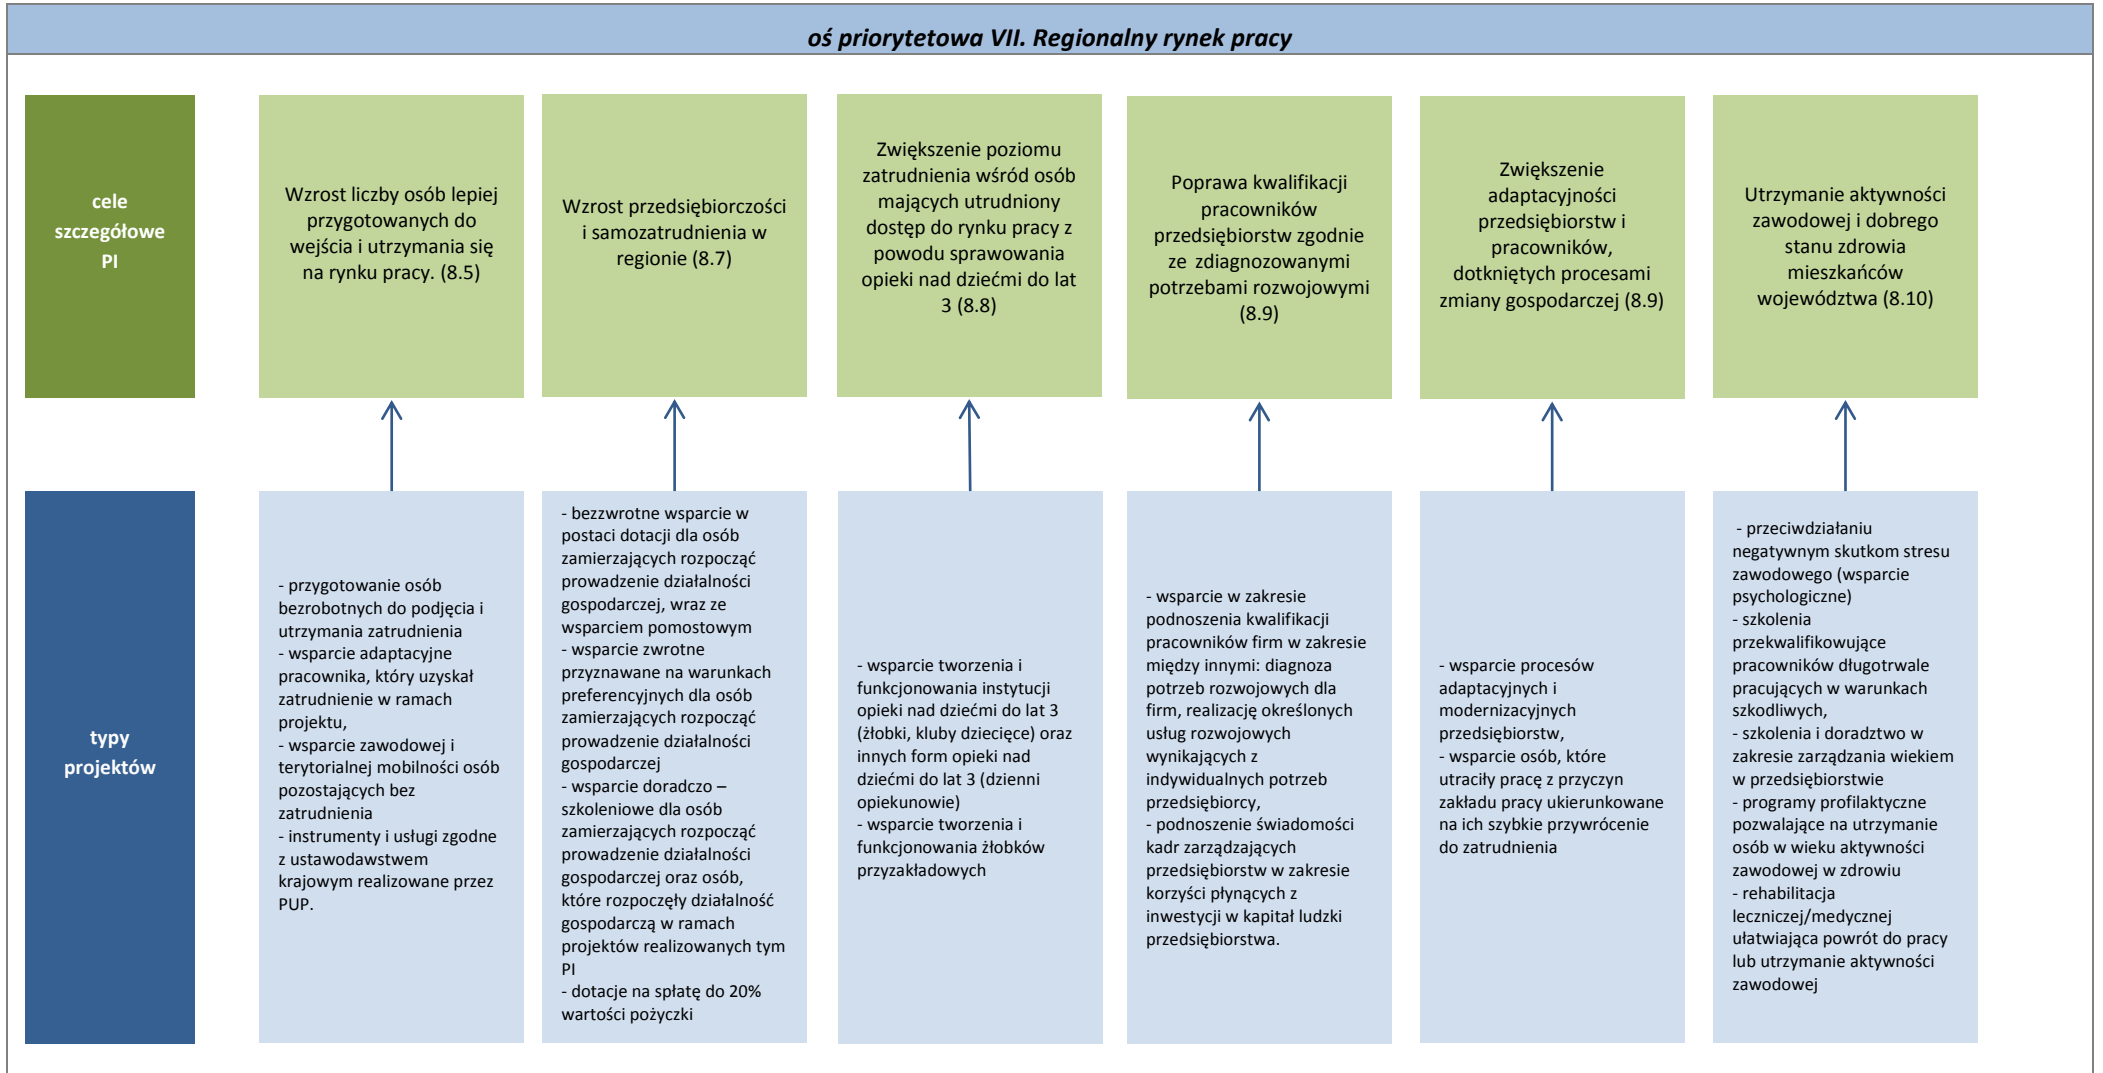 oś priorytetowa VII. Regionalny rynek pracy
cele
szczegółowe
PI
Wzrost liczby osób lepiej
przygotowanych do
wejścia i utrzymania się
na rynku pracy. (8.5)
Wzrost przedsiębiorczości
i samozatrudnienia w
regionie (8.7)
Zwiększenie poziomu
zatrudnienia wśród osób
mających utrudniony
dostęp do rynku pracy z
powodu sprawowania
opieki nad dziećmi do lat
3 (8.8)
Poprawa kwalifikacji
pracowników
przedsiębiorstw zgodnie
ze zdiagnozowanymi
potrzebami rozwojowymi
(8.9)
Zwiększenie
adaptacyjności
przedsiębiorstw i
pracowników,
dotkniętych procesami
zmiany gospodarczej (8.9)
Utrzymanie aktywności
zawodowej i dobrego
stanu zdrowia
mieszkańców
województwa (8.10)
typy
projektów
- przygotowanie osób
bezrobotnych do podjęcia i
utrzymania zatrudnienia
- wsparcie adaptacyjne
pracownika, który uzyskał
zatrudnienie w ramach
projektu,
- wsparcie zawodowej i
terytorialnej mobilności osób
pozostających bez
zatrudnienia
- instrumenty i usługi zgodne
z ustawodawstwem
krajowym realizowane przez
PUP.
- bezzwrotne wsparcie w
postaci dotacji dla osób
zamierzających rozpocząć
prowadzenie działalności
gospodarczej, wraz ze
wsparciem pomostowym
- wsparcie zwrotne
przyznawane na warunkach
preferencyjnych dla osób
zamierzających rozpocząć
prowadzenie działalności
gospodarczej
- wsparcie doradczo –
szkoleniowe dla osób
zamierzających rozpocząć
prowadzenie działalności
gospodarczej oraz osób,
które rozpoczęły działalność
gospodarczą w ramach
projektów realizowanych tym
PI
- dotacje na spłatę do 20%
wartości pożyczki
- wsparcie tworzenia i
funkcjonowania instytucji
opieki nad dziećmi do lat 3
(żłobki, kluby dziecięce) oraz
innych form opieki nad
dziećmi do lat 3 (dzienni
opiekunowie)
- wsparcie tworzenia i
funkcjonowania żłobków
przyzakładowych
- wsparcie w zakresie
podnoszenia kwalifikacji
pracowników firm w zakresie
między innymi: diagnoza
potrzeb rozwojowych dla
firm, realizację określonych
usług rozwojowych
wynikających z
indywidualnych potrzeb
przedsiębiorcy,
- podnoszenie świadomości
kadr zarządzających
przedsiębiorstw w zakresie
korzyści płynących z
inwestycji w kapitał ludzki
przedsiębiorstwa.
- wsparcie procesów
adaptacyjnych i
modernizacyjnych
przedsiębiorstw,
- wsparcie osób, które
utraciły pracę z przyczyn
zakładu pracy ukierunkowane
na ich szybkie przywrócenie
do zatrudnienia
- przeciwdziałaniu
negatywnym skutkom stresu
zawodowego (wsparcie
psychologiczne)
- szkolenia
przekwalifikowujące
pracowników długotrwale
pracujących w warunkach
szkodliwych,
- szkolenia i doradztwo w
zakresie zarządzania wiekiem
w przedsiębiorstwie
- programy profilaktyczne
pozwalające na utrzymanie
osób w wieku aktywności
zawodowej w zdrowiu
- rehabilitacja
leczniczej/medycznej
ułatwiająca powrót do pracy
lub utrzymanie aktywności
zawodowej